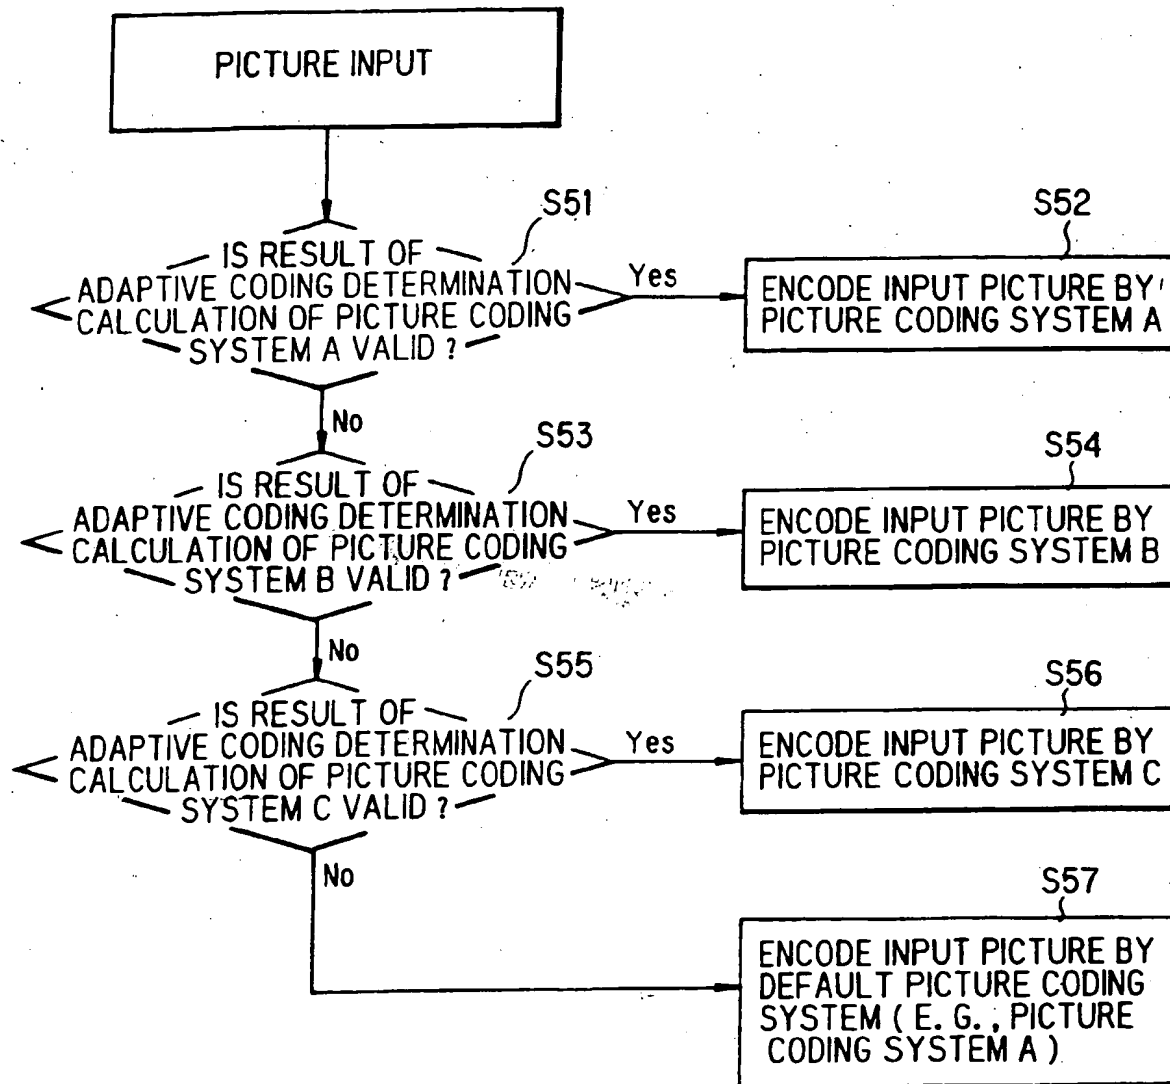 PICTURE INPUT
S51
IS RESULT OF
ADAPTIVE CODING DETERMINATION
CALCULATION OF PICTURE CODING
SYSTEM A VALID ?
Yes
S52
ENCODE INPUT PICTURE BY
PICTURE CODING SYSTEM A
No
S53
IS RESULT OF
ADAPTIVE CODING DETERMINATION
CALCULATION OF PICTURE CODING
SYSTEM B VALID ?
Yes
S54
ENCODE INPUT PICTURE BY
PICTURE CODING SYSTEM B
No
S55
IS RESULT OF
ADAPTIVE CODING DETERMINATION
CALCULATION OF PICTURE CODING
SYSTEM C VALID ?
Yes
S56
ENCODE INPUT PICTURE BY
PICTURE CODING SYSTEM C
No
S57
ENCODE INPUT PICTURE BY
DEFAULT PICTURE CODING
SYSTEM ( E. G., PICTURE
CODING SYSTEM A )